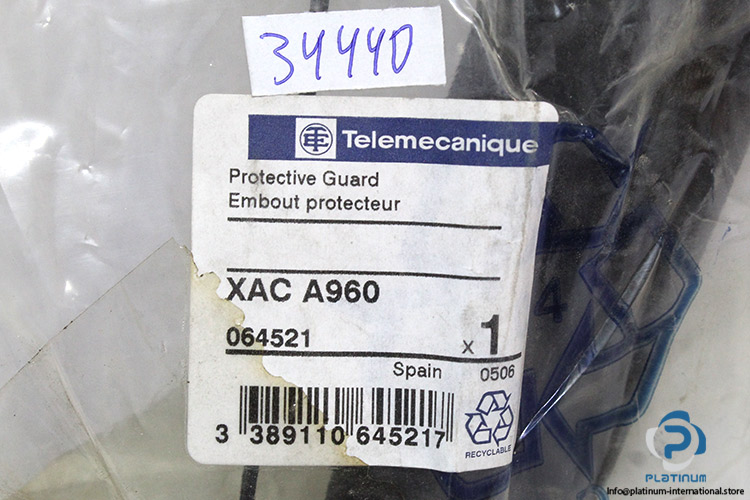 34440
Telemecanique
Protective Guard
Embout protecteur
XAC A960
064521
x 1
Spain 0506
3 389110 645217
RECYCLABLE
PLATINUM
Info@platinum-international.store